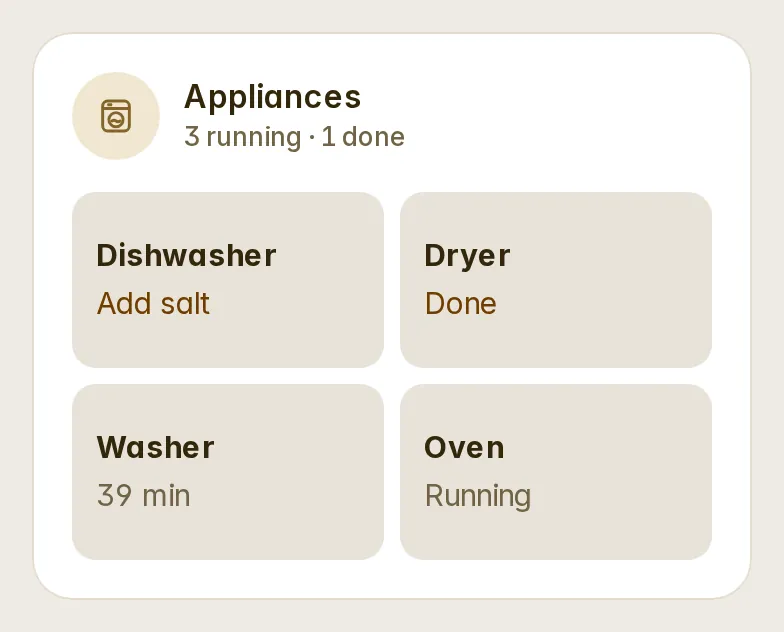 Appliances
3 running · 1 done
Dishwasher
Add salt
Dryer
Done
Washer
39 min
Oven
Running